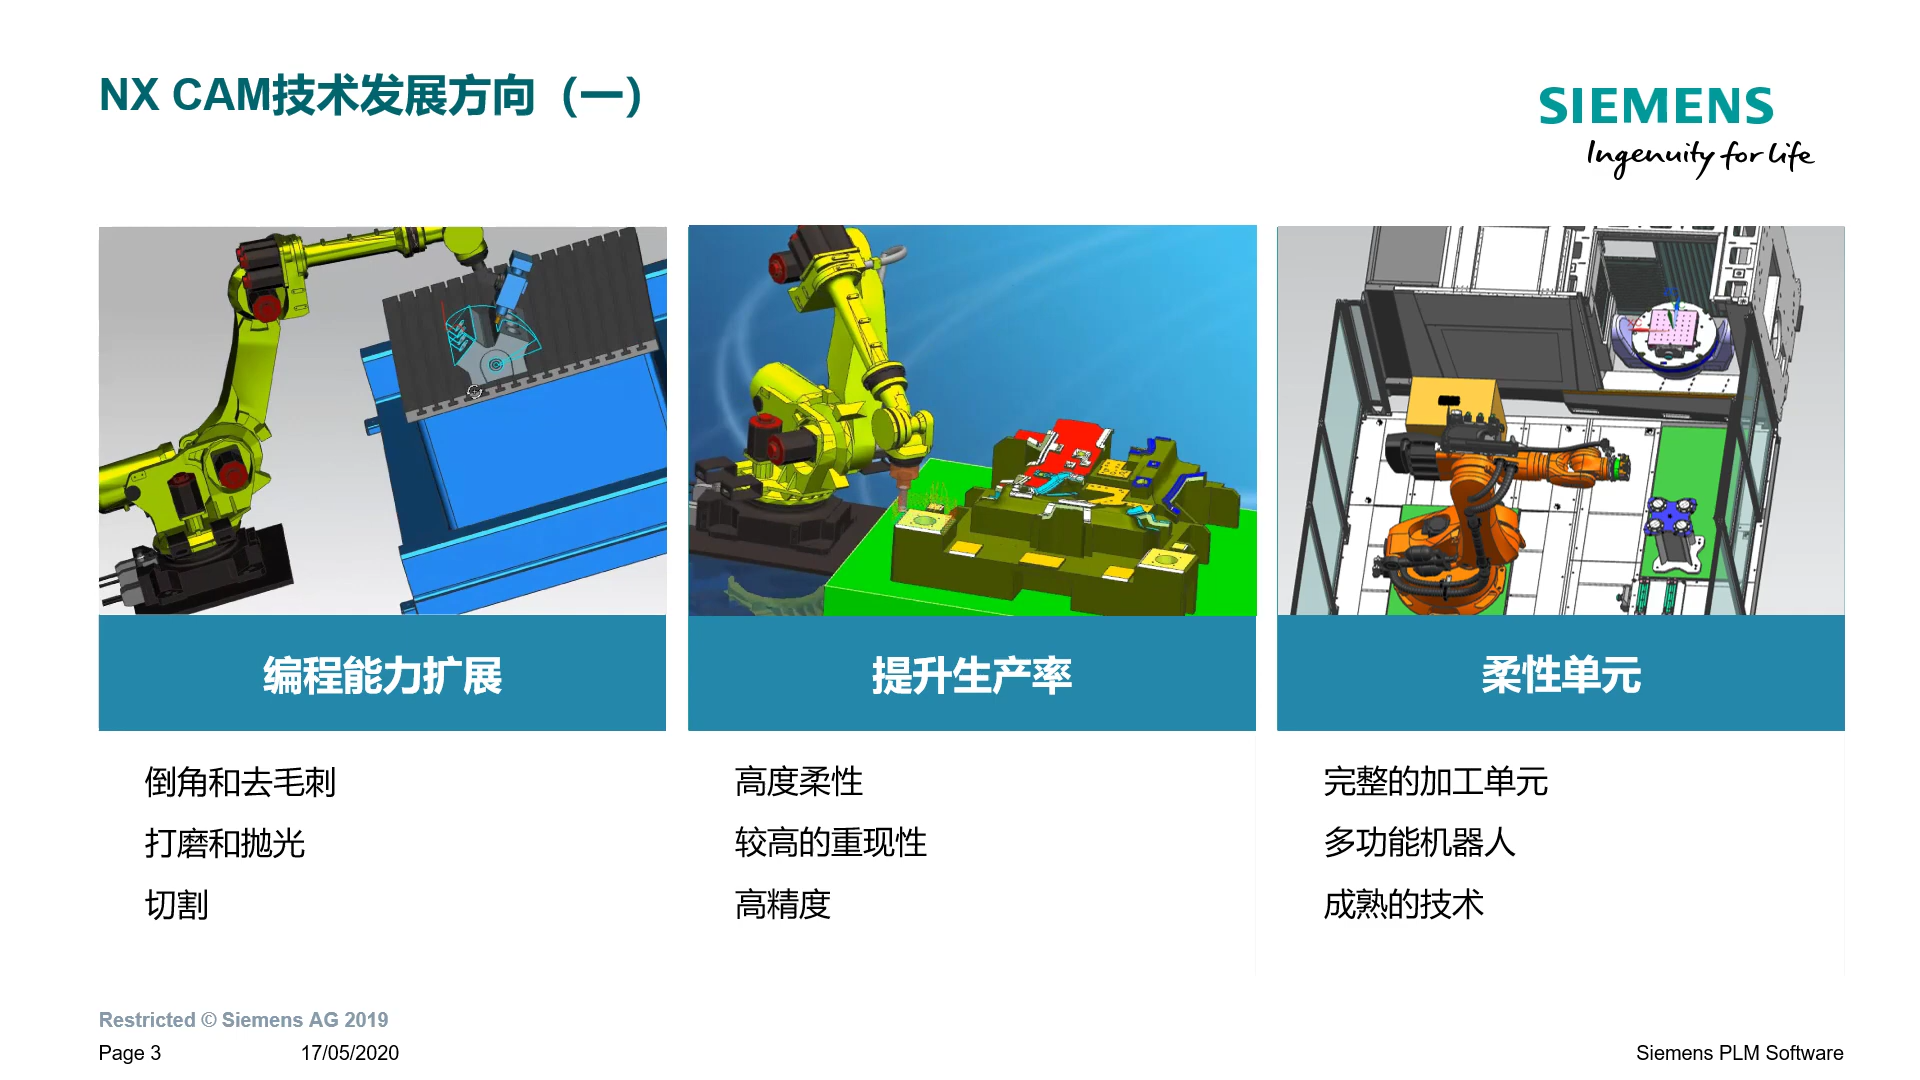 NX CAM技术发展方向（一）
SIEMENS
Ingenuity for life
编程能力扩展
倒角和去毛刺
打磨和抛光
切割
提升生产率
高度柔性
较高的重现性
高精度
柔性单元
完整的加工单元
多功能机器人
成熟的技术
Restricted © Siemens AG 2019
Page 3
17/05/2020
Siemens PLM Software